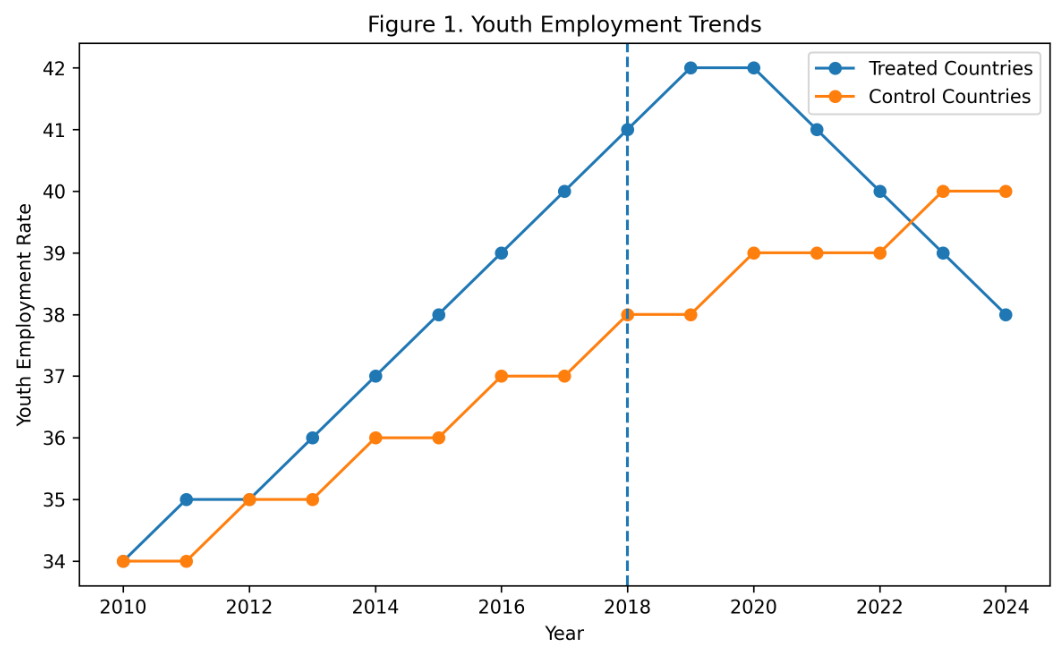 Figure 1. Youth Employment Trends
Treated Countries
Control Countries
Youth Employment Rate
42
41
40
39
38
37
36
35
34
2010 2012 2014 2016 2018 2020 2022 2024
Year